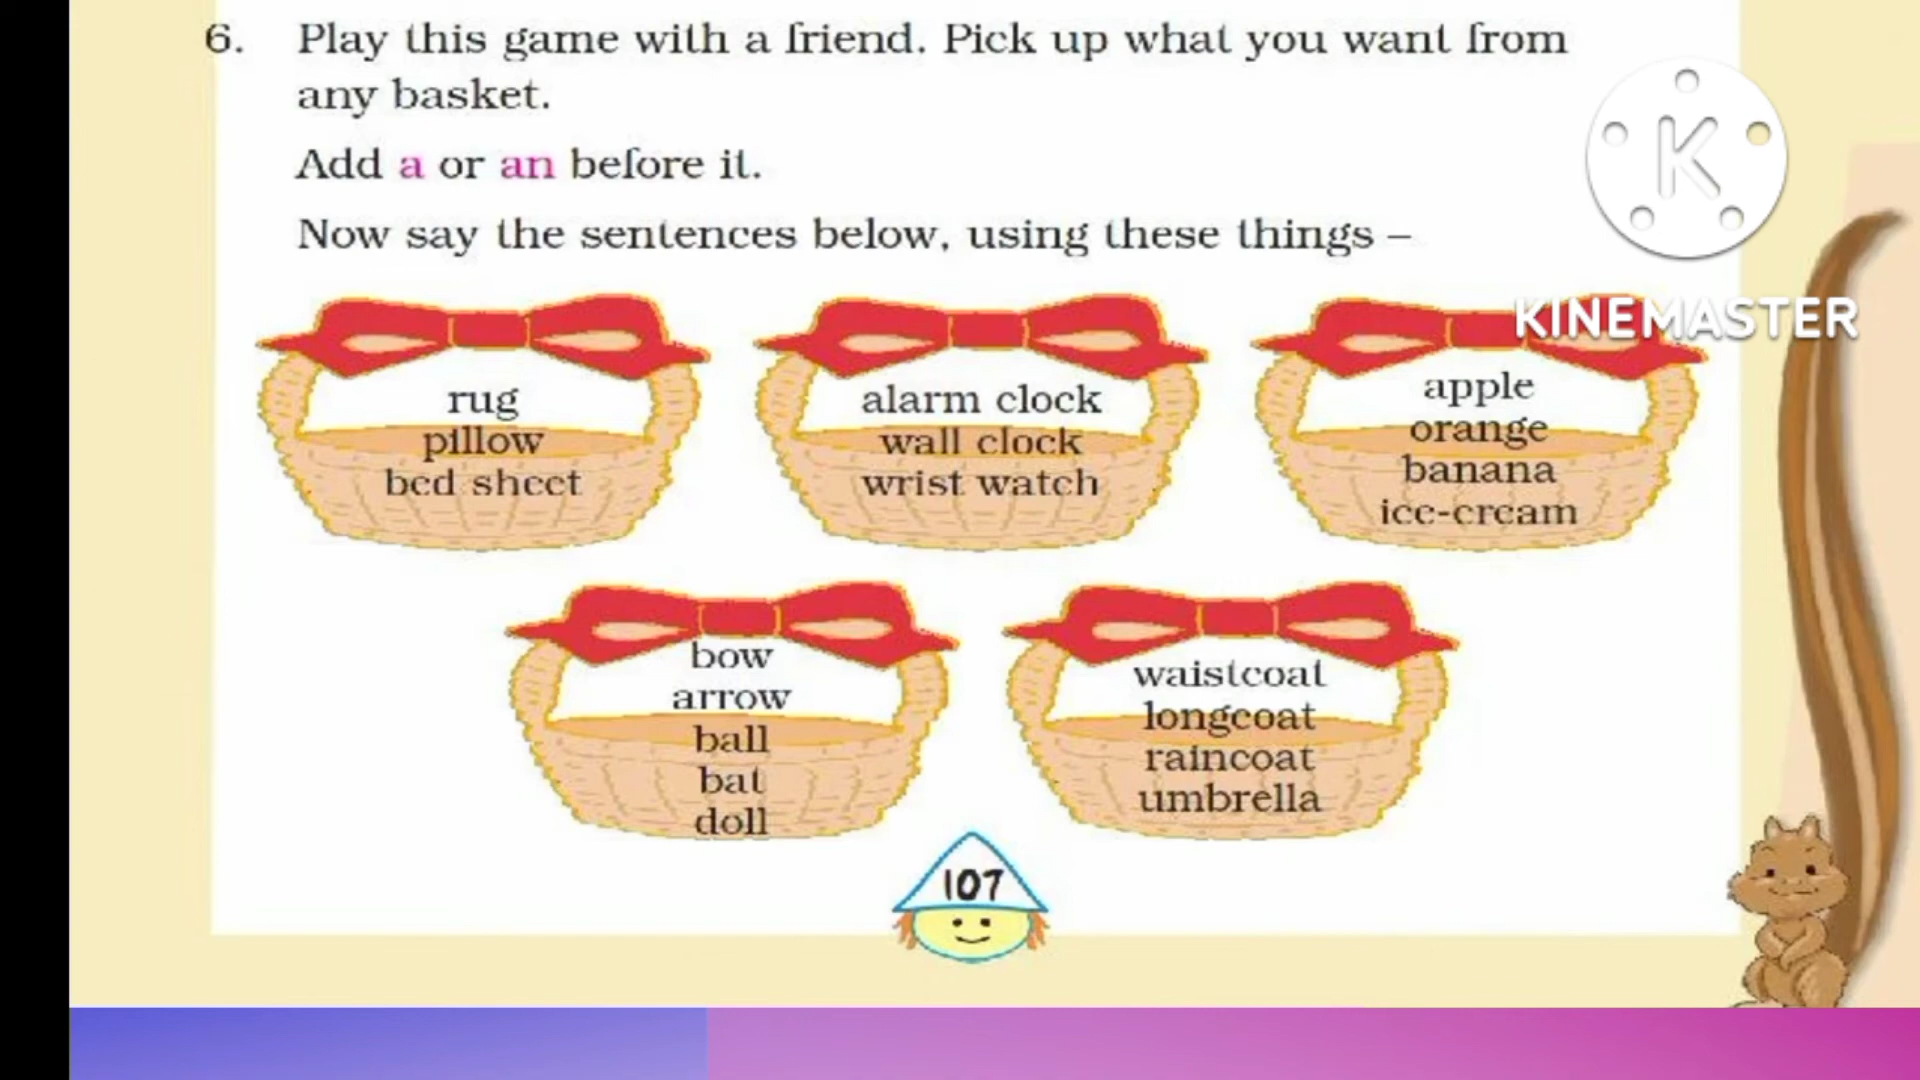 6. Play this game with a friend. Pick up what you want from
any basket.
Add a or an before it.
Now say the sentences below, using these things –
K
KINEMASTER
rug
pillow
bed sheet
alarm clock
wall clock
wrist watch
apple
orange
banana
ice-cream
bow
arrow
ball
bat
doll
waistcoat
longcoat
raincoat
umbrella
107